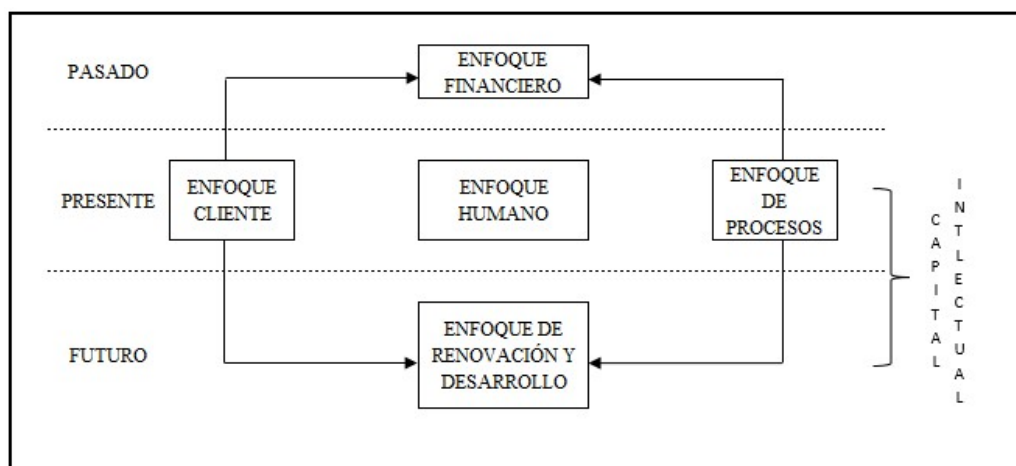 PASADO
ENFOQUE
FINANCIERO
PRESENTE
ENFOQUE
CLIENTE
ENFOQUE
HUMANO
ENFOQUE
DE
PROCESOS
FUTURO
ENFOQUE DE
RENOVACIÓN Y
DESARROLLO
CAPITAL
INTLECTUAL